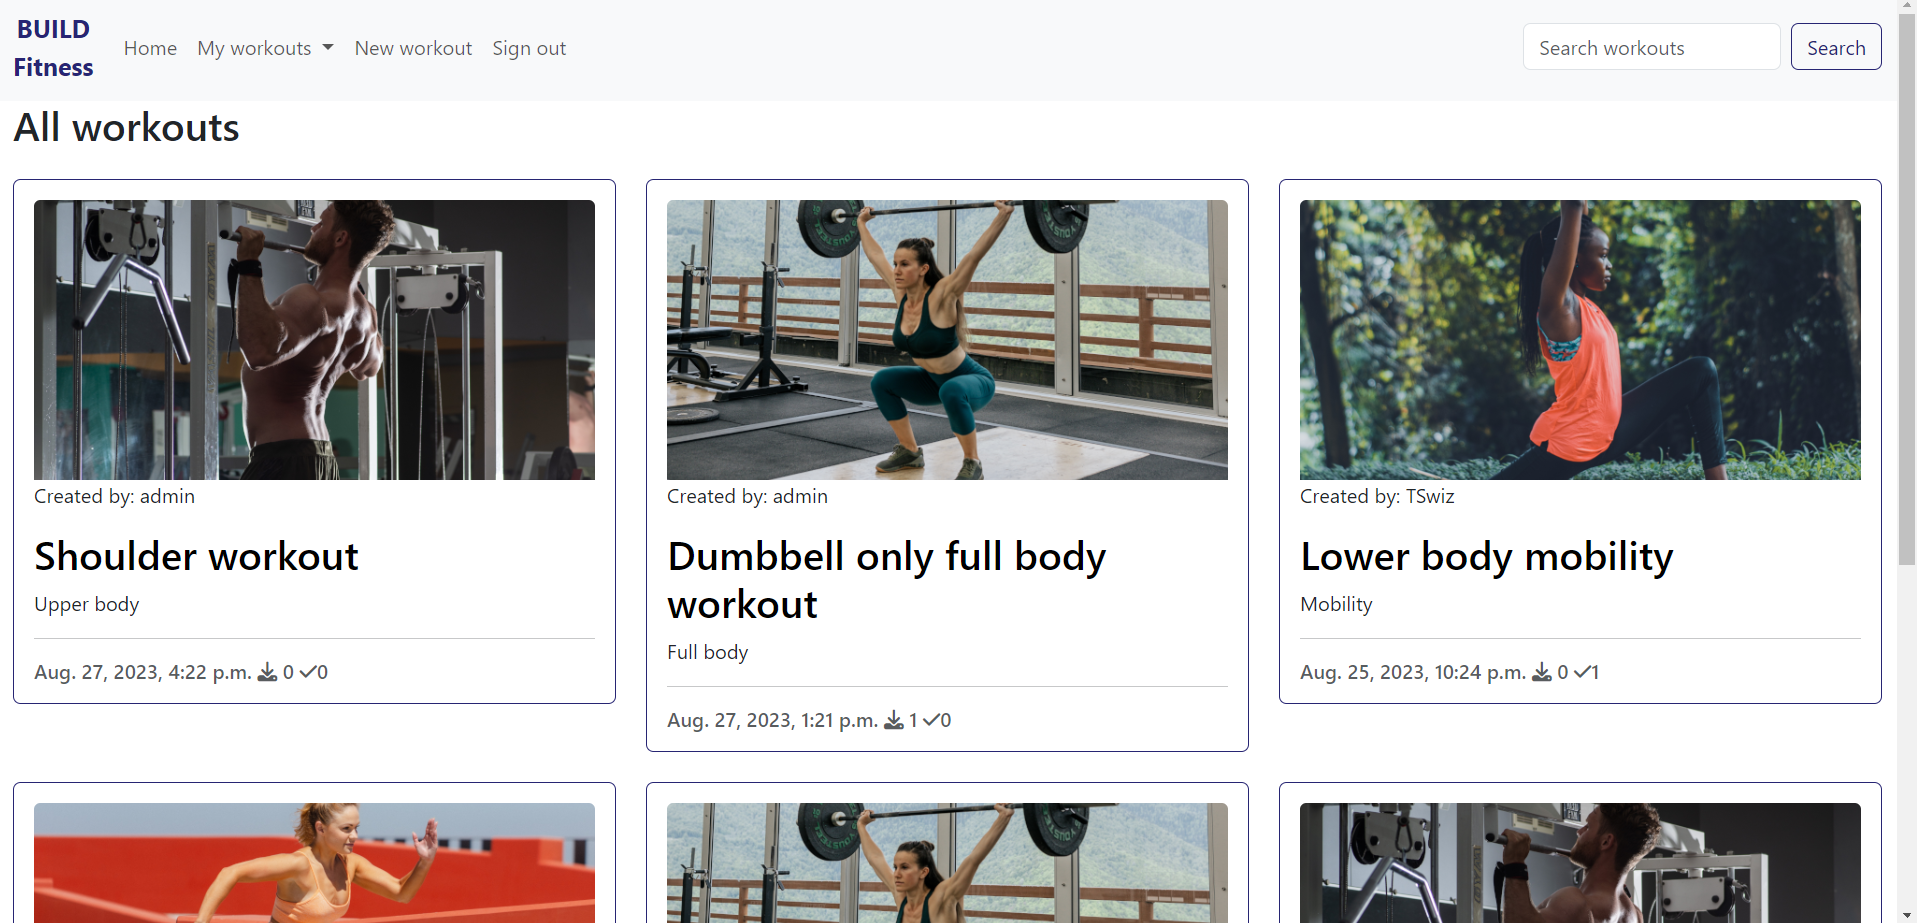 BUILD
Fitness
Home
My workouts
New workout
Sign out
Search workouts
Search
All workouts
Created by: admin
Shoulder workout
Upper body
Aug. 27, 2023, 4:22 p.m. 0 0
Created by: admin
Dumbbell only full body
workout
Full body
Aug. 27, 2023, 1:21 p.m. 1 0
Created by: TSwiz
Lower body mobility
Mobility
Aug. 25, 2023, 10:24 p.m. 0 1